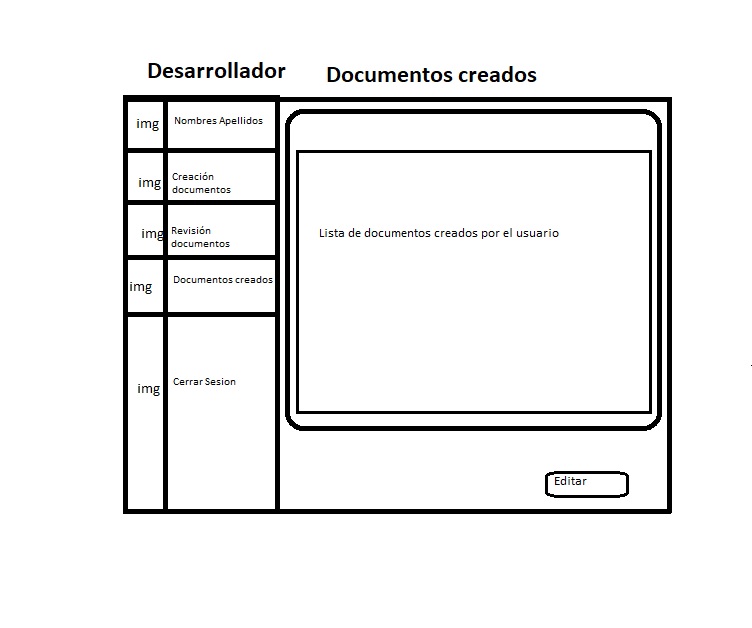 Desarrollador
Documentos creados
img
Nombres Apellidos
img
Creación
documentos
img
Revisión
documentos
img
Documentos creados
img
Cerrar Sesion
Lista de documentos creados por el usuario
Editar